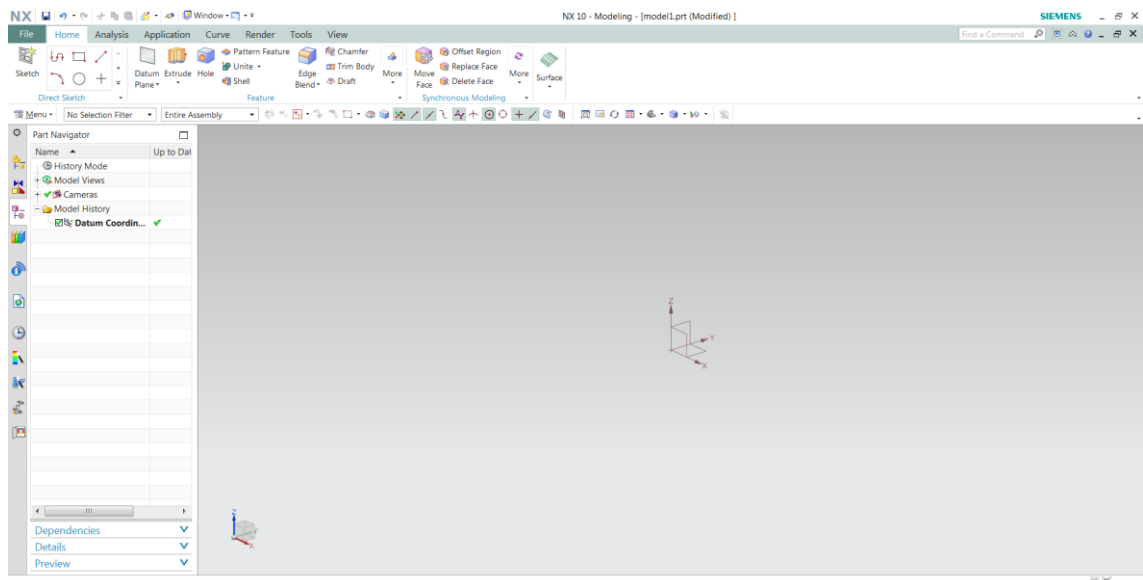 NX Window NX 10 - Modeling - [model1.prt (Modified) ] SIEMENS
File Home Analysis Application Curve Render Tools View Find a Command
Sketch Datum Plane Extrude Hole Pattern Feature Unite Shell Edge Blend Chamfer Trim Body Draft More Move Face Offset Region Replace Face Delete Face More Surface
Direct Sketch Feature Synchronous Modeling
Menu No Selection Filter Entire Assembly
Part Navigator
Name Up to Dat
History Mode
Model Views
Cameras
Model History
Datum Coordin...
Z
Y
X
Z
Y
X
Dependencies
Details
Preview